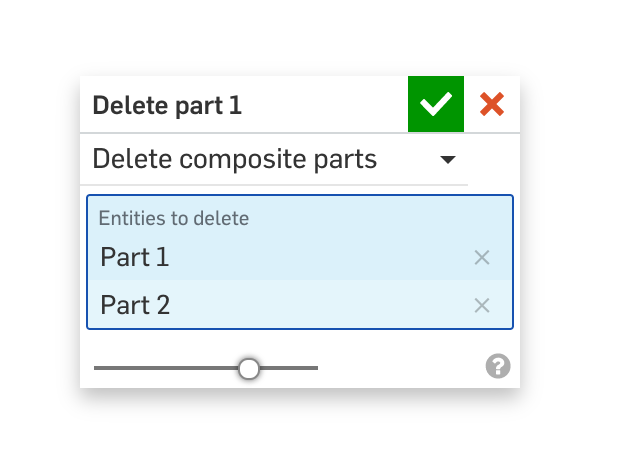 Delete part 1
Delete composite parts
Entities to delete
Part 1
Part 2
?